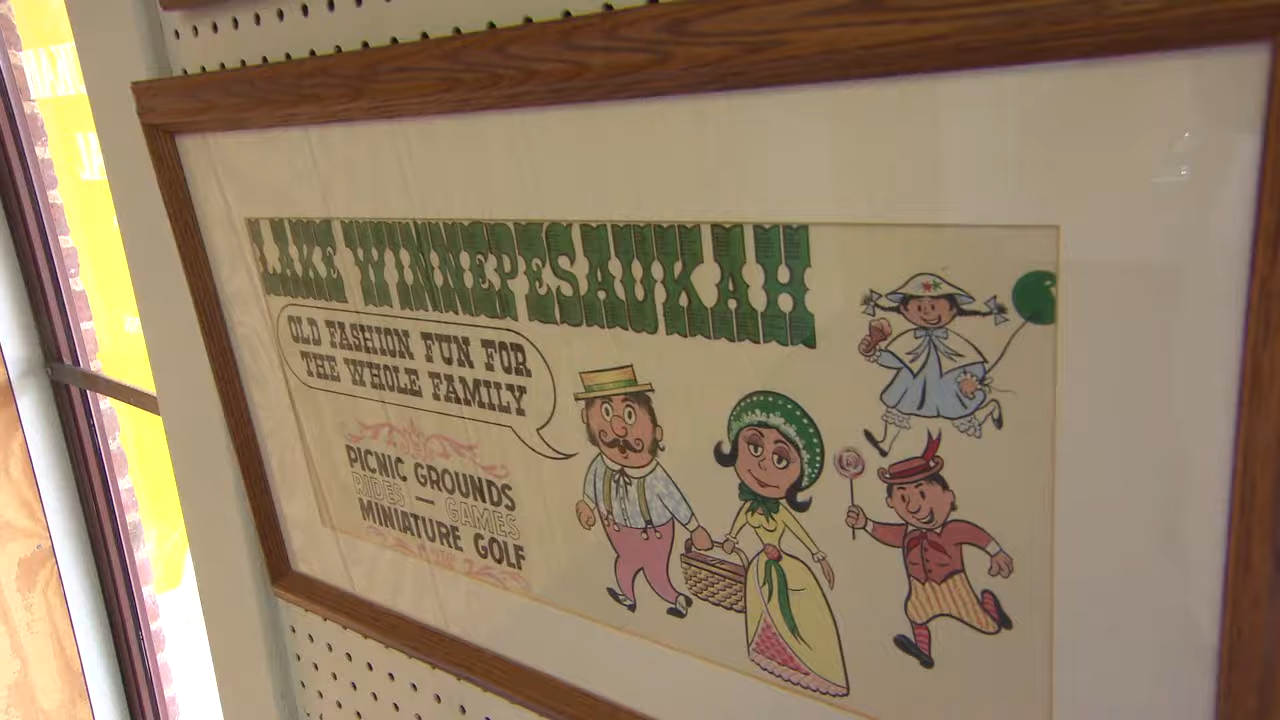 LAKE WINNEPESAUKAH
OLD FASHION FUN FOR
THE WHOLE FAMILY
PICNIC GROUNDS
RIDES — GAMES
MINIATURE GOLF